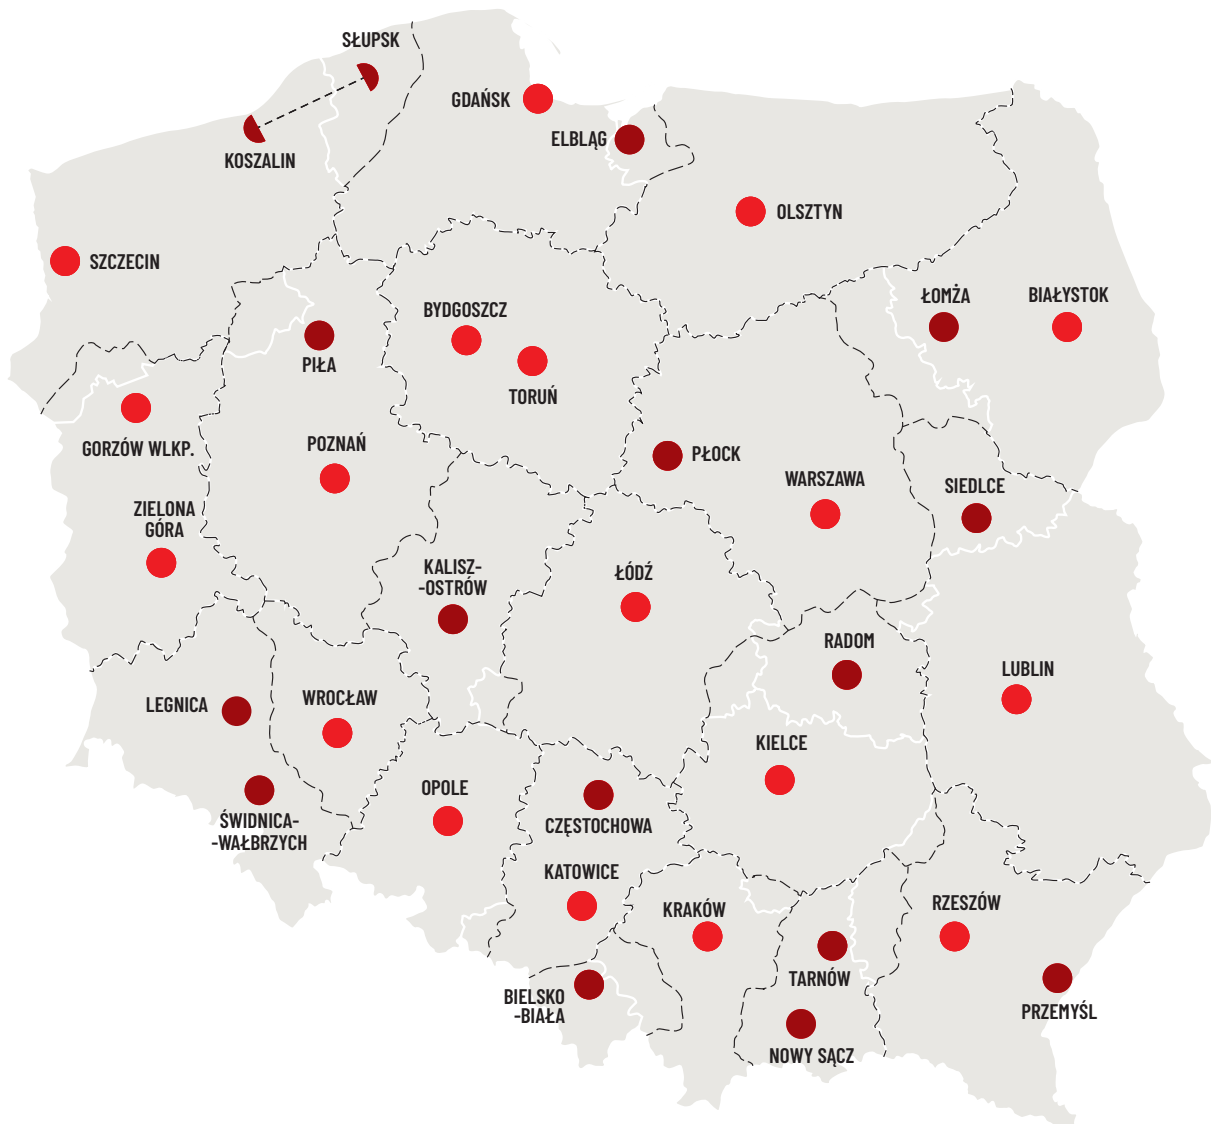 SŁUPSK
GDAŃSK
ELBLĄG
KOSZALIN
OLSZTYN
SZCZECIN
ŁOMŻA
BIAŁYSTOK
BYDGOSZCZ
PIŁA
TORUŃ
GORZÓW WLKP.
POZNAŃ
PŁOCK
WARSZAWA
SIEDLCE
ZIELONA
GÓRA
KALISZ-
-OSTRÓW
ŁÓDŹ
RADOM
LUBLIN
LEGNICA
WROCŁAW
KIELCE
OPOLE
ŚWIDNICA-
-WAŁBRZYCH
CZĘSTOCHOWA
KATOWICE
KRAKÓW
RZESZÓW
TARNÓW
BIELSKO
-BIAŁA
PRZEMYŚL
NOWY SĄCZ